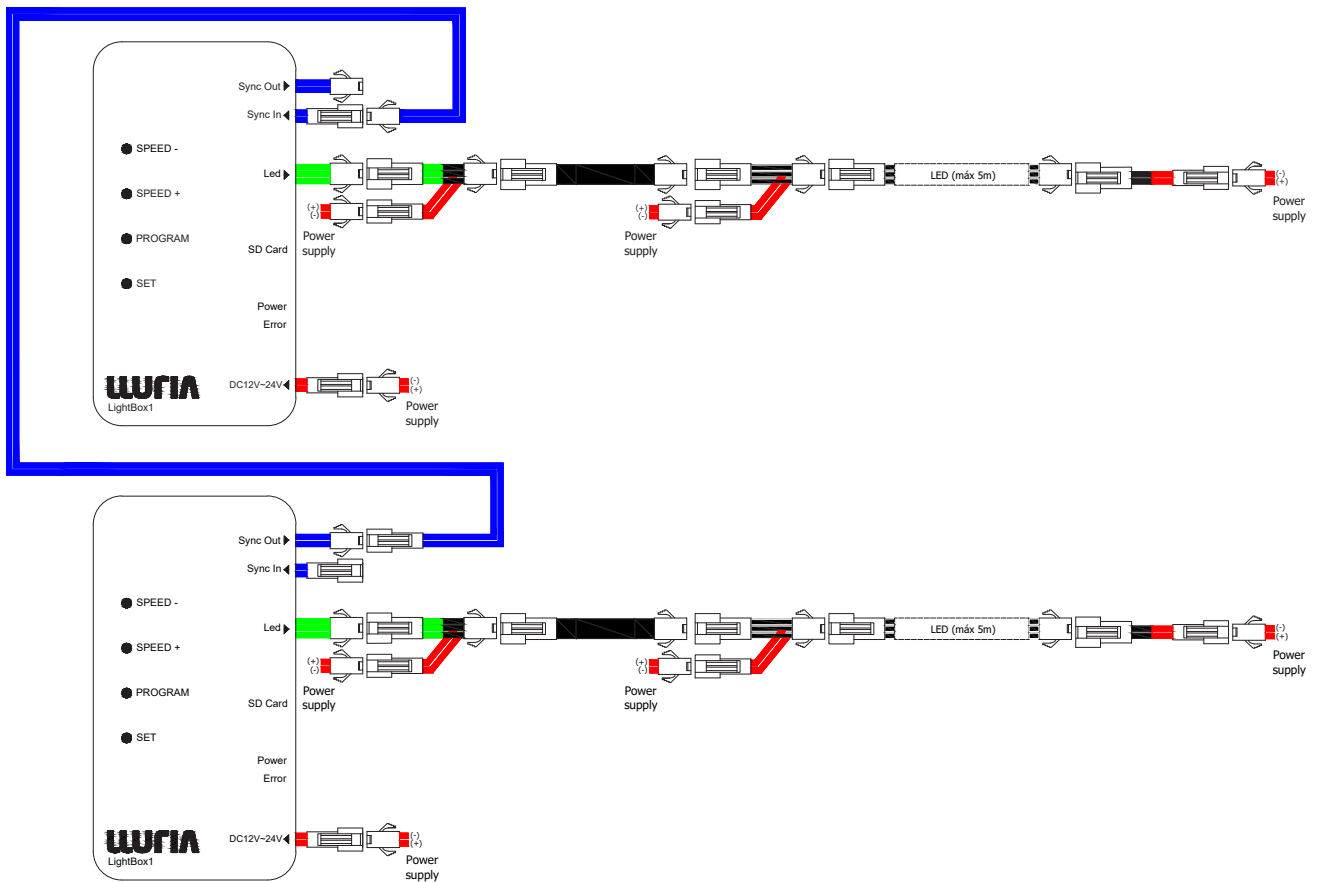 Sync Out
Sync In
SPEED -
Led
SPEED +
LED (máx 5m)
(-)
(+)
Power
supply
(+)
(-)
Power
supply
(+)
(-)
Power
supply
PROGRAM
SD Card
SET
Power
Error
DC12V~24V
(-)
(+)
Power
supply
LLURIA
LightBox1
Sync Out
Sync In
SPEED -
Led
SPEED +
LED (máx 5m)
(-)
(+)
Power
supply
(+)
(-)
Power
supply
(+)
(-)
Power
supply
PROGRAM
SD Card
SET
Power
Error
DC12V~24V
(-)
(+)
Power
supply
LLURIA
LightBox1